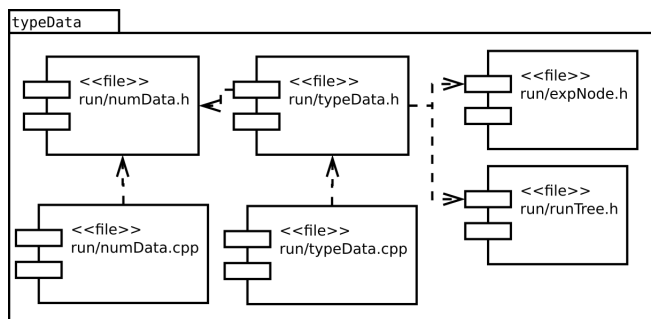 typeData
<<file>>
run/numData.h
<<file>>
run/typeData.h
<<file>>
run/expNode.h
<<file>>
run/runTree.h
<<file>>
run/numData.cpp
<<file>>
run/typeData.cpp